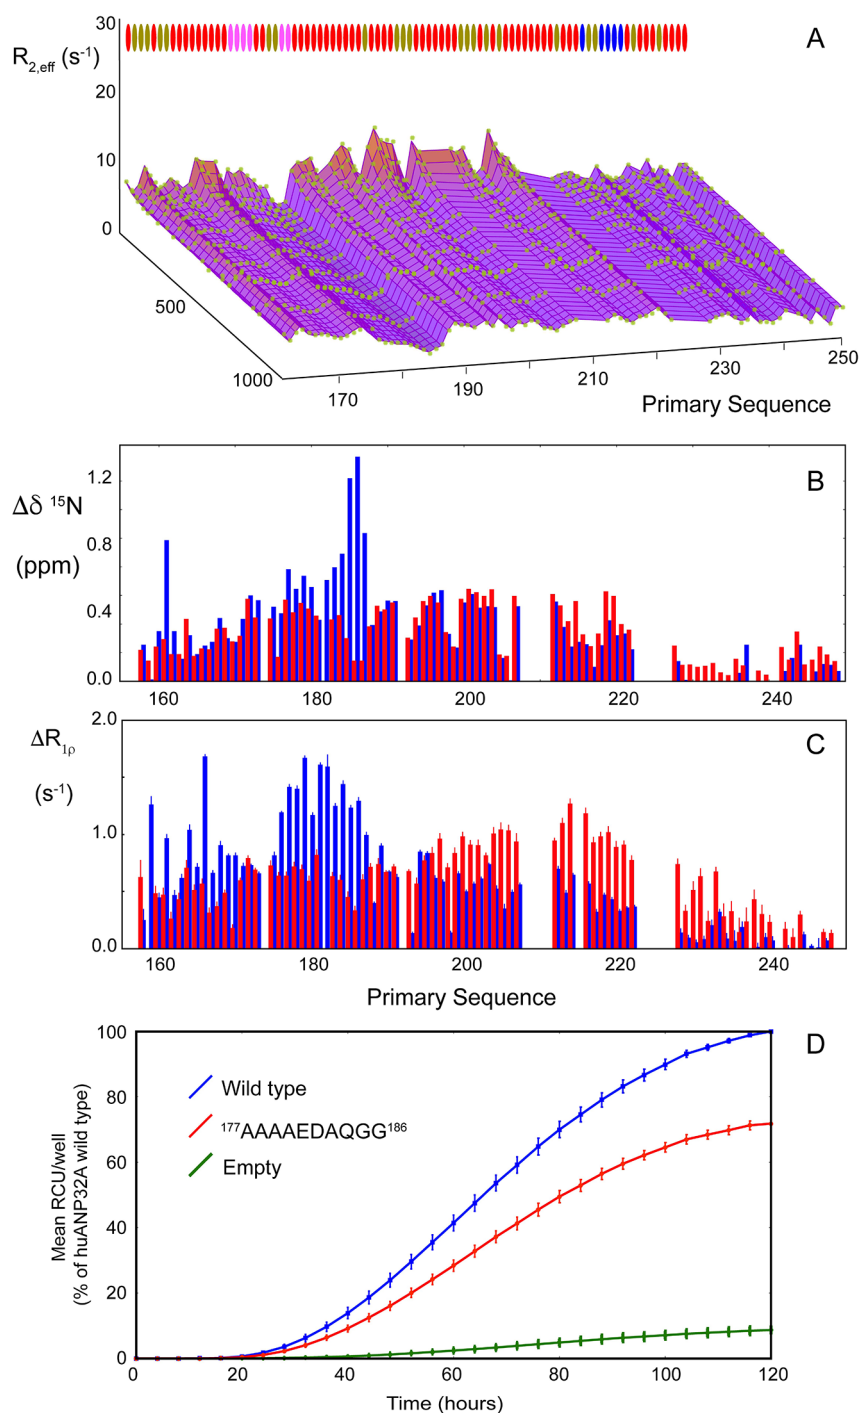 A
30
R2,eff (s-1)
20
10
0
500
1000
170
190
210
230
250
Primary Sequence
B
1.2
Δδ 15N
0.8
(ppm)
0.4
0.0
160
180
200
220
240
C
2.0
ΔR1ρ
(s-1)
1.0
0.0
160
180
200
220
240
Primary Sequence
D
100
80
60
40
20
0
Mean RCU/well
(% of huANP32A wild type)
Wild type
177AAAAEDAQGG186
Empty
0
20
40
60
80
100
120
Time (hours)